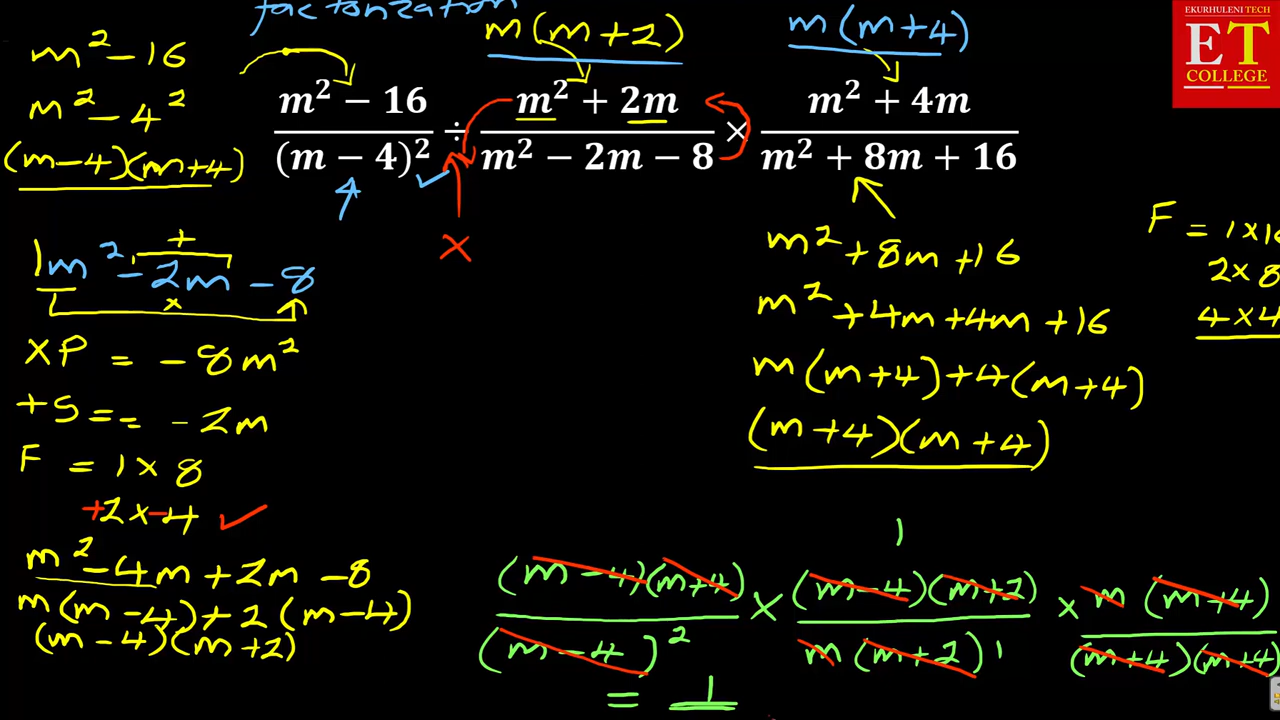 factorization
m(m+2)
m(m+4)
EKURHULENI TECH
ET
COLLEGE
m² − 16
m² − 4²
(m−4)(m+4)
(m² − 16)/((m − 4)²) ÷ (m² + 2m)/(m² − 2m − 8) × (m² + 4m)/(m² + 8m + 16)
×
+
1m² − 2m − 8
×
×P = −8m²
+S = = −2m
F = 1 × 8
+2 × −4 ✓
m² − 4m + 2m − 8
m(m−4) + 2(m−4)
(m−4)(m+2)
m² + 8m + 16
m² + 4m + 4m + 16
m(m+4) + 4(m+4)
(m+4)(m+4)
F = 1×16
2×8
4×4
1
((m−4)(m+4))/((m−4)²) × ((m−4)(m+2))/(m(m+2)) 1 × (m(m+4))/((m+4)(m+4))
= 1